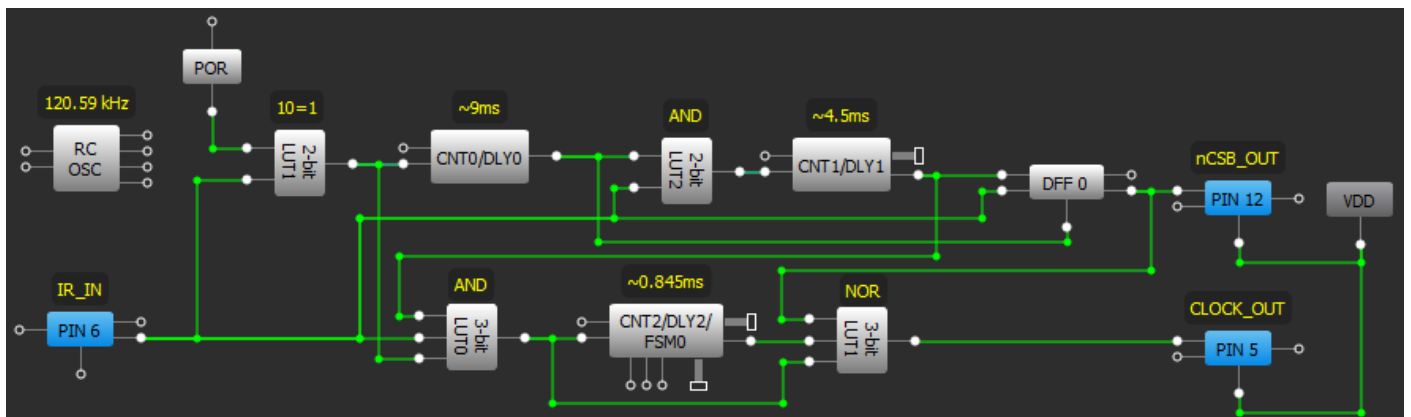 POR
120.59 kHz
RC
OSC
10=1
2-bit
LUT1
~9ms
CNT0/DLY0
AND
2-bit
LUT2
~4.5ms
CNT1/DLY1
DFF 0
nCSB_OUT
PIN 12
VDD
IR_IN
PIN 6
AND
3-bit
LUT0
~0.845ms
CNT2/DLY2/
FSM0
NOR
3-bit
LUT1
CLOCK_OUT
PIN 5